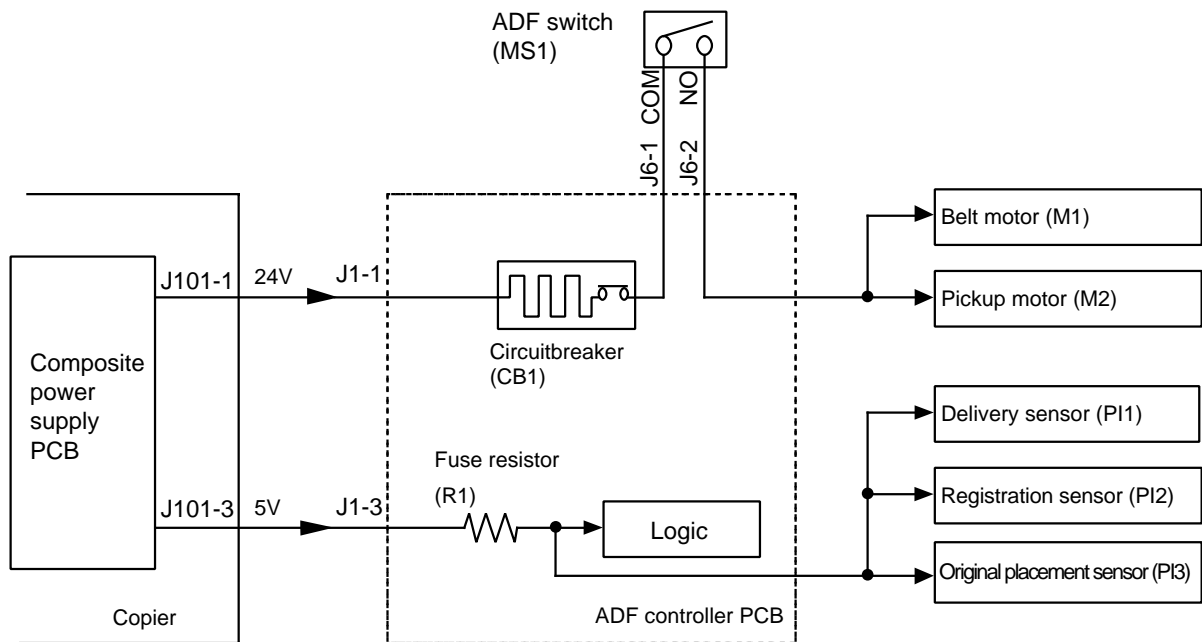 ADF switch
(MS1)
COM
NO
J6-1
J6-2
Belt motor (M1)
J101-1
24V
J1-1
Pickup motor (M2)
Composite
power
supply
PCB
Circuitbreaker
(CB1)
Delivery sensor (PI1)
Fuse resistor
(R1)
Registration sensor (PI2)
J101-3
5V
J1-3
Logic
Original placement sensor (PI3)
Copier
ADF controller PCB